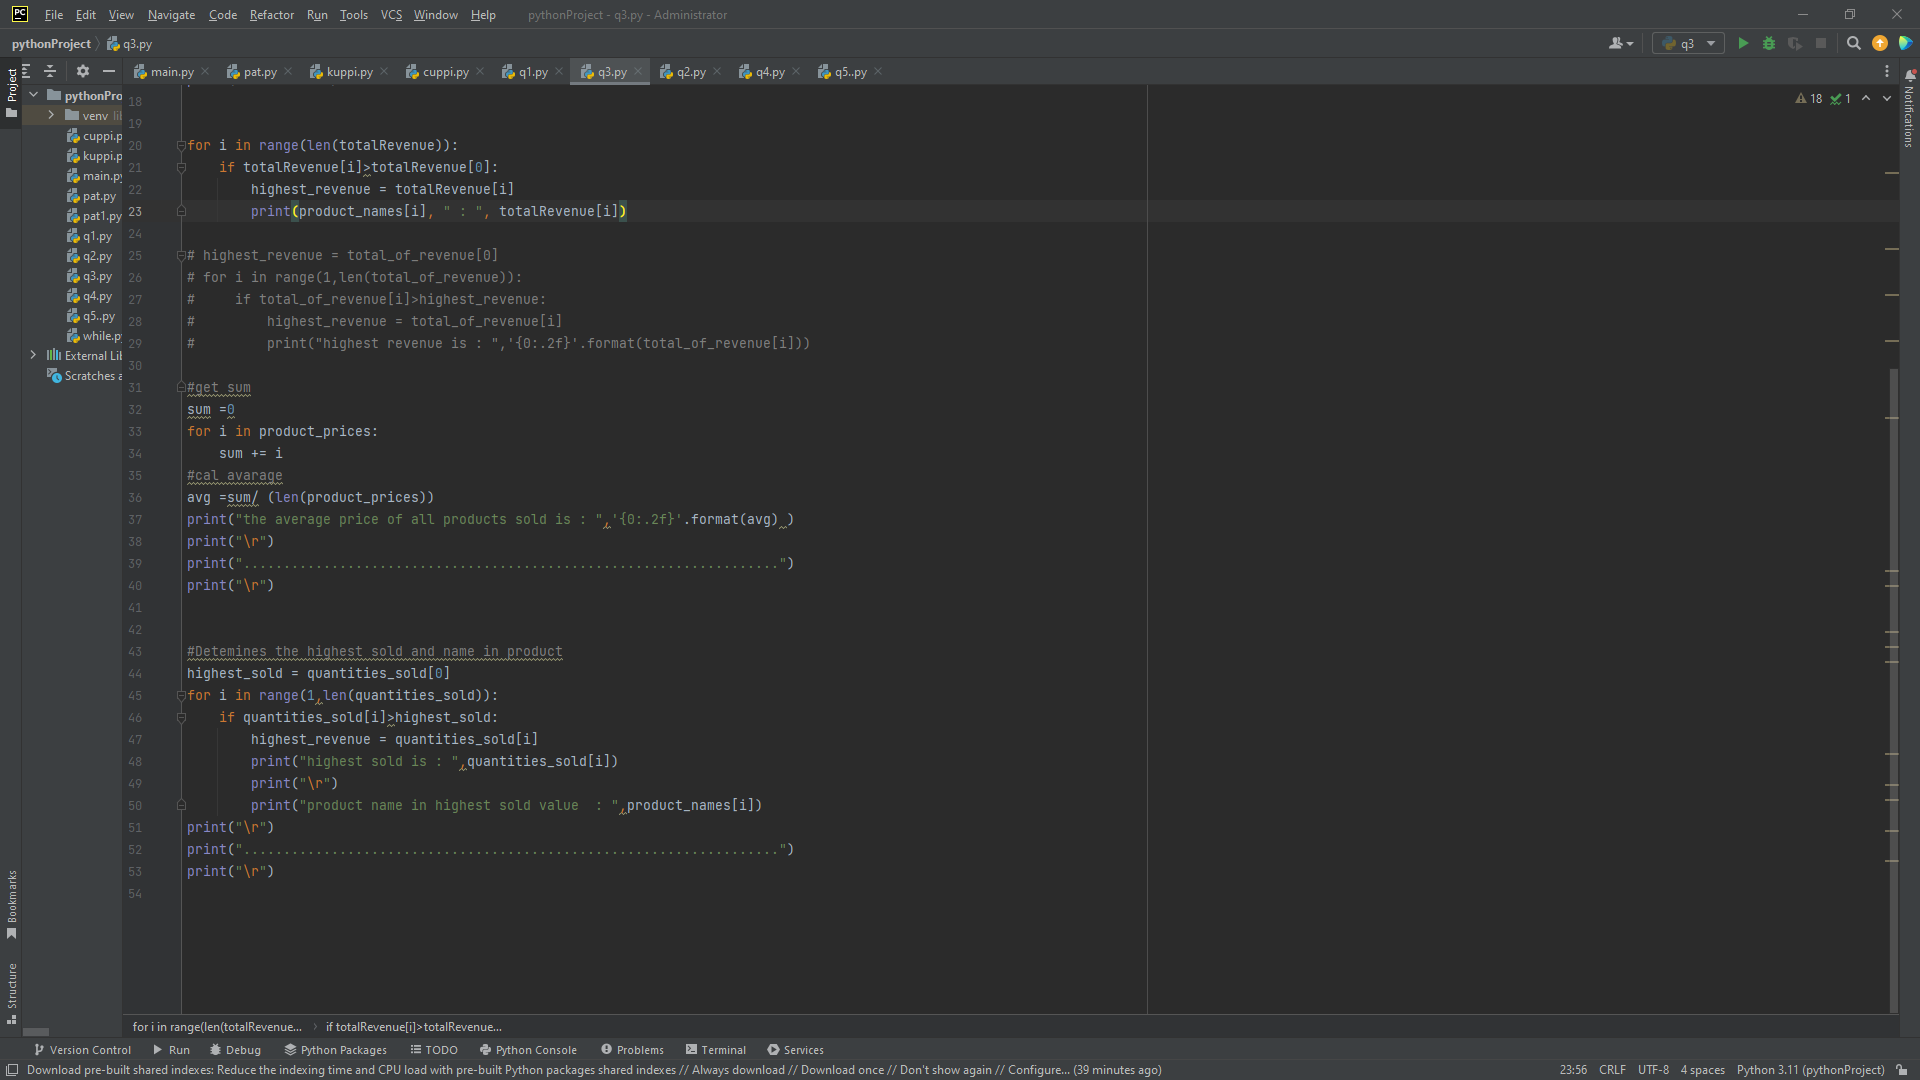 PC File Edit View Navigate Code Refactor Run Tools VCS Window Help pythonProject - q3.py - Administrator
pythonProject q3.py q3
Project main.py pat.py kuppi.py cuppi.py q1.py q3.py q2.py q4.py q5..py
pythonPro
venv lib
cuppi.p
kuppi.p
main.py
pat.py
pat1.py
q1.py
q2.py
q3.py
q4.py
q5..py
while.py
External Lib
Scratches a
18 1
Notifications
18
19
20 for i in range(len(totalRevenue)):
21     if totalRevenue[i]>totalRevenue[0]:
22         highest_revenue = totalRevenue[i]
23         print(product_names[i], " : ", totalRevenue[i])
24
25 # highest_revenue = total_of_revenue[0]
26 # for i in range(1,len(total_of_revenue)):
27 #     if total_of_revenue[i]>highest_revenue:
28 #         highest_revenue = total_of_revenue[i]
29 #         print("highest revenue is : ",'{0:.2f}'.format(total_of_revenue[i]))
30
31 #get sum
32 sum =0
33 for i in product_prices:
34     sum += i
35 #cal avarage
36 avg =sum/ (len(product_prices))
37 print("the average price of all products sold is : ",'{0:.2f}'.format(avg) )
38 print("\r")
39 print("...................................................................")
40 print("\r")
41
42
43 #Detemines the highest sold and name in product
44 highest_sold = quantities_sold[0]
45 for i in range(1,len(quantities_sold)):
46     if quantities_sold[i]>highest_sold:
47         highest_revenue = quantities_sold[i]
48         print("highest sold is : ",quantities_sold[i])
49         print("\r")
50         print("product name in highest sold value  : ",product_names[i])
51 print("\r")
52 print("...................................................................")
53 print("\r")
54
Bookmarks
Structure
for i in range(len(totalRevenue... if totalRevenue[i]>totalRevenue...
Version Control Run Debug Python Packages TODO Python Console Problems Terminal Services
Download pre-built shared indexes: Reduce the indexing time and CPU load with pre-built Python packages shared indexes // Always download // Download once // Don't show again // Configure... (39 minutes ago) 23:56 CRLF UTF-8 4 spaces Python 3.11 (pythonProject)